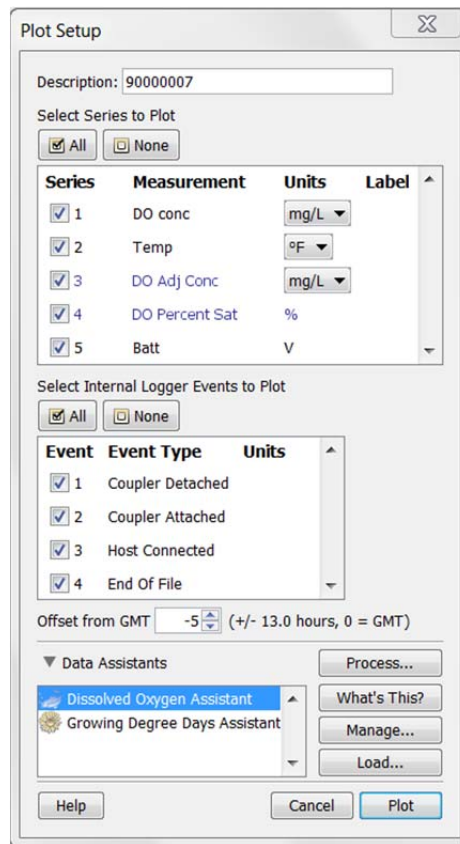 Plot Setup
Description: 90000007
Select Series to Plot
All None
Series Measurement Units Label
1 DO conc mg/L
2 Temp °F
3 DO Adj Conc mg/L
4 DO Percent Sat %
5 Batt V
Select Internal Logger Events to Plot
All None
Event Event Type Units
1 Coupler Detached
2 Coupler Attached
3 Host Connected
4 End Of File
Offset from GMT -5 (+/- 13.0 hours, 0 = GMT)
Data Assistants
Process...
Dissolved Oxygen Assistant
What's This?
Growing Degree Days Assistant
Manage...
Load...
Help Cancel Plot